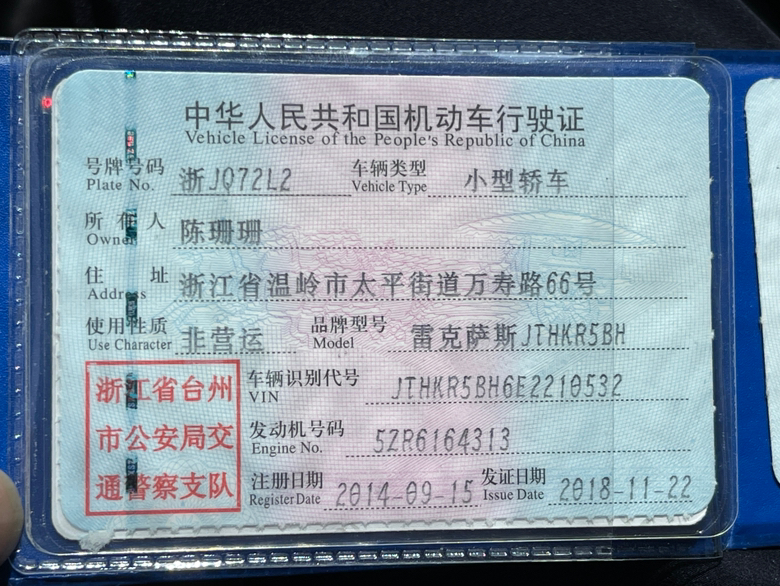 中华人民共和国机动车行驶证
Vehicle License of the People's Republic of China
号牌号码 浙JQ72L2 车辆类型 小型轿车
Plate No. Vehicle Type
所有人 陈珊珊
Owner
住址 浙江省温岭市太平街道万寿路66号
Address
使用性质 非营运 品牌型号 雷克萨斯JTHKR5BH
Use Character Model
浙江省台州
市公安局交
通警察支队
车辆识别代号 JTHKR5BH6E2210532
VIN
发动机号码 5ZR6164313
Engine No.
注册日期 2014-09-15 发证日期 2018-11-22
Register Date Issue Date